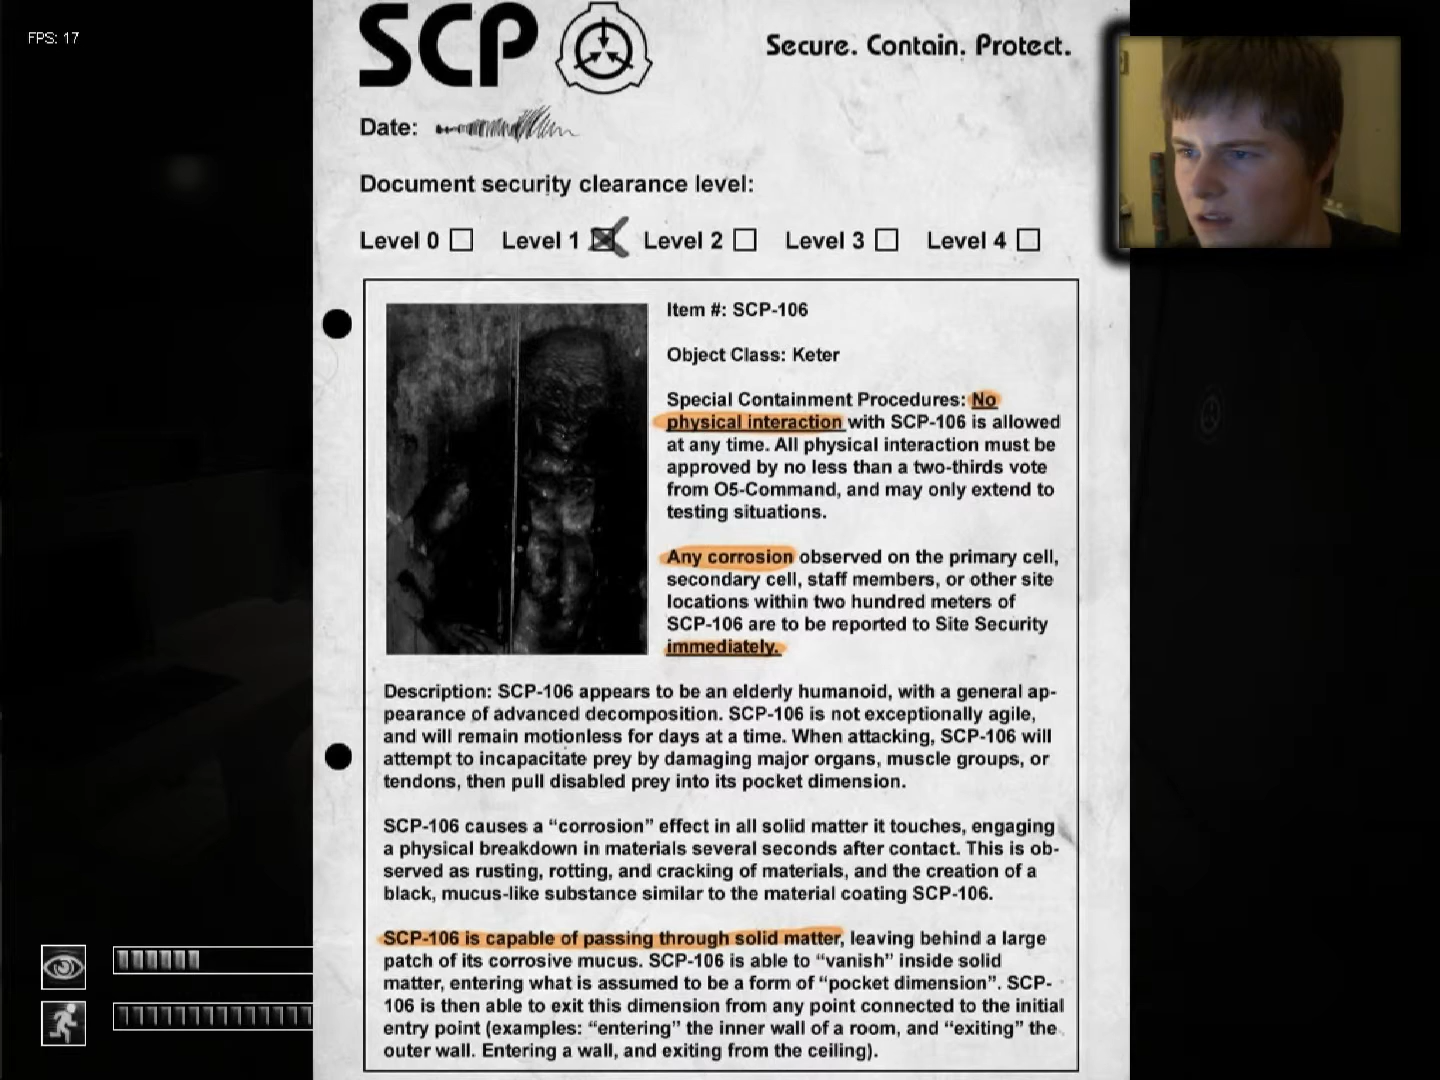 FPS: 17
SCP
Secure. Contain. Protect.
Date:
Document security clearance level:
Level 0 Level 1 Level 2 Level 3 Level 4
Item #: SCP-106
Object Class: Keter
Special Containment Procedures: No
physical interaction with SCP-106 is allowed
at any time. All physical interaction must be
approved by no less than a two-thirds vote
from O5-Command, and may only extend to
testing situations.
Any corrosion observed on the primary cell,
secondary cell, staff members, or other site
locations within two hundred meters of
SCP-106 are to be reported to Site Security
immediately.
Description: SCP-106 appears to be an elderly humanoid, with a general ap-
pearance of advanced decomposition. SCP-106 is not exceptionally agile,
and will remain motionless for days at a time. When attacking, SCP-106 will
attempt to incapacitate prey by damaging major organs, muscle groups, or
tendons, then pull disabled prey into its pocket dimension.
SCP-106 causes a “corrosion” effect in all solid matter it touches, engaging
a physical breakdown in materials several seconds after contact. This is ob-
served as rusting, rotting, and cracking of materials, and the creation of a
black, mucus-like substance similar to the material coating SCP-106.
SCP-106 is capable of passing through solid matter, leaving behind a large
patch of its corrosive mucus. SCP-106 is able to “vanish” inside solid
matter, entering what is assumed to be a form of “pocket dimension”. SCP-
106 is then able to exit this dimension from any point connected to the initial
entry point (examples: “entering” the inner wall of a room, and “exiting” the
outer wall. Entering a wall, and exiting from the ceiling).